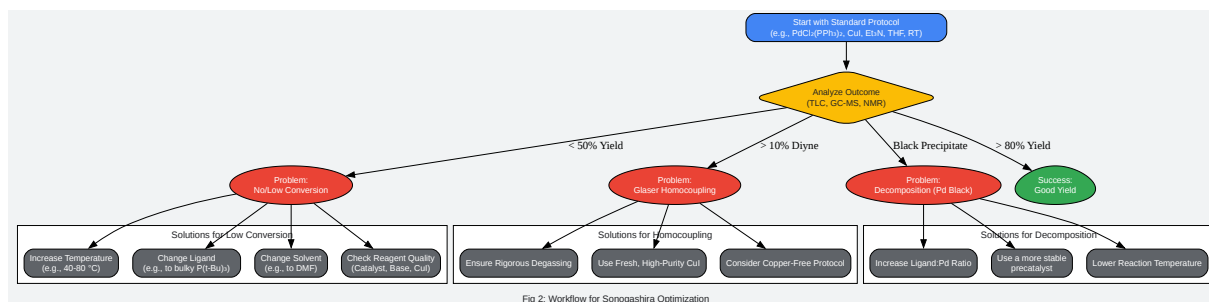 Start with Standard Protocol
(e.g., PdCl₂(PPh₃)₂, CuI, Et₃N, THF, RT)
Analyze Outcome
(TLC, GC-MS, NMR)
< 50% Yield
> 10% Diyne
Black Precipitate
> 80% Yield
Problem:
No/Low Conversion
Problem:
Glaser Homocoupling
Problem:
Decomposition (Pd Black)
Success:
Good Yield
Solutions for Low Conversion
Increase Temperature
(e.g., 40-80 °C)
Change Ligand
(e.g., to bulky P(t-Bu)₃)
Change Solvent
(e.g., to DMF)
Check Reagent Quality
(Catalyst, Base, CuI)
Solutions for Homocoupling
Ensure Rigorous Degassing
Use Fresh, High-Purity CuI
Consider Copper-Free Protocol
Solutions for Decomposition
Increase Ligand:Pd Ratio
Use a more stable
precatalyst
Lower Reaction Temperature
Fig 2: Workflow for Sonogashira Optimization